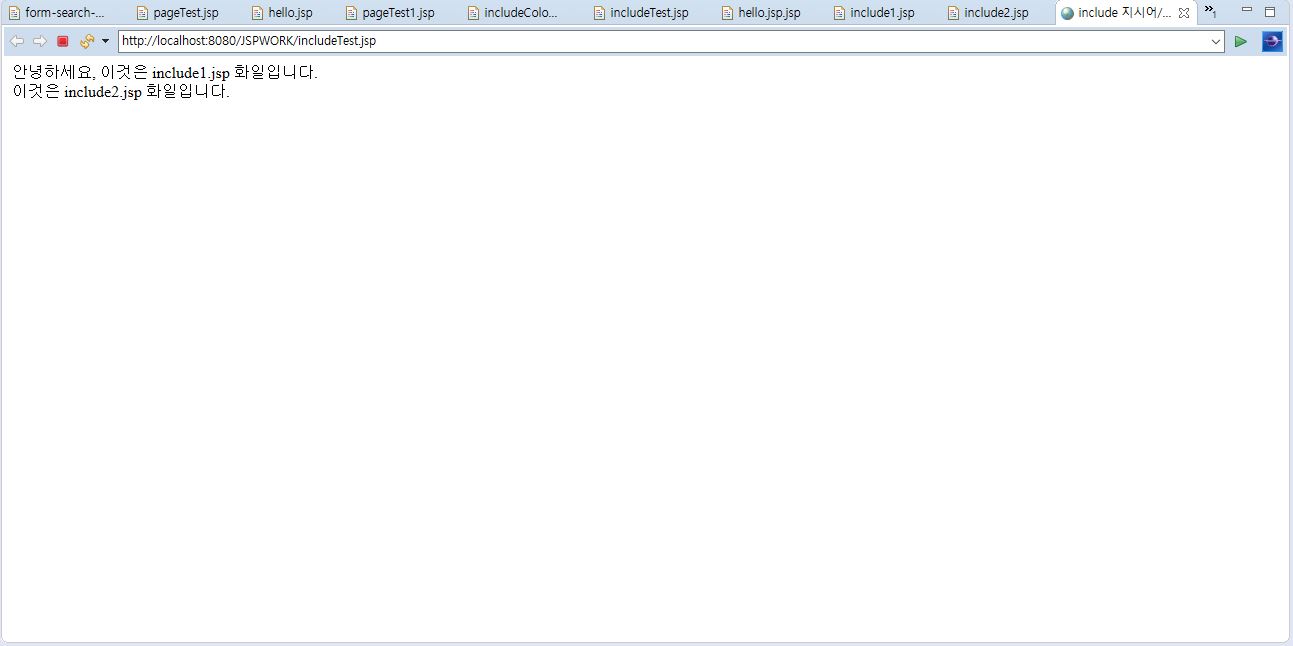 form-search-...
pageTest.jsp
hello.jsp
pageTest1.jsp
includeColo...
includeTest.jsp
hello.jsp.jsp
include1.jsp
include2.jsp
include 지시어/...
»1
http://localhost:8080/JSPWORK/includeTest.jsp
안녕하세요, 이것은 include1.jsp 화일입니다.
이것은 include2.jsp 화일입니다.